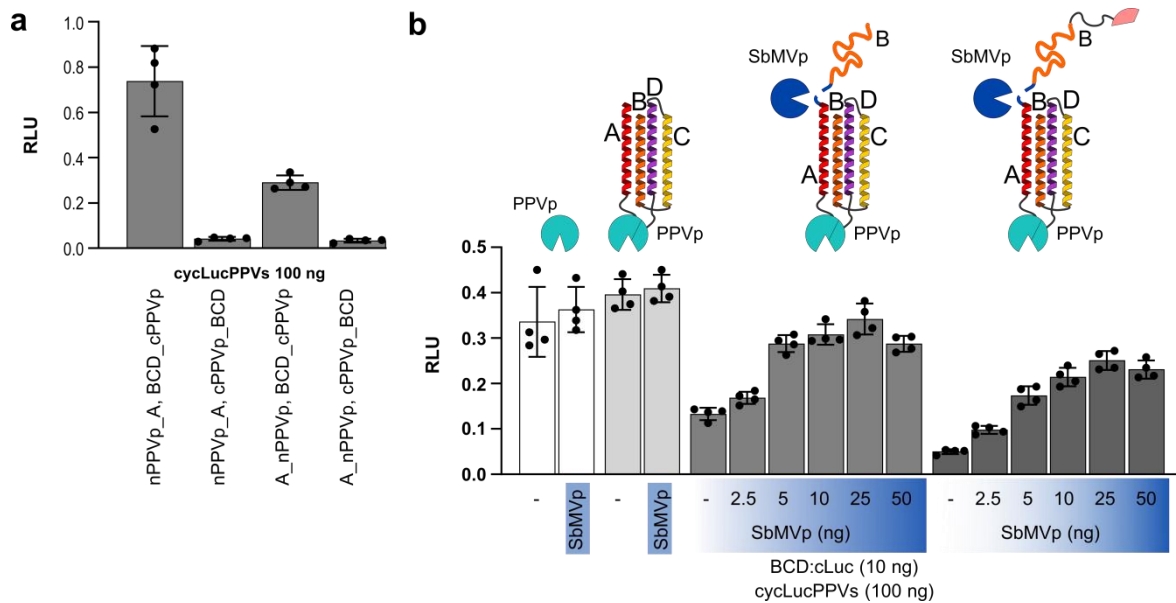 a
RLU
1.0
0.8
0.6
0.4
0.2
0.0
cycLucPPVs 100 ng
nPPVp_A, BCD_cPPVp
nPPVp_A, cPPVp_BCD
A_nPPVp, BCD_cPPVp
A_nPPVp, cPPVp_BCD
b
PPVp
A
B
D
C
PPVp
SbMVp
B
A
B
D
C
PPVp
SbMVp
B
A
B
D
C
PPVp
RLU
0.5
0.4
0.3
0.2
0.1
0.0
- SbMVp - SbMVp - 2.5 5 10 25 50 - 2.5 5 10 25 50
SbMVp (ng) SbMVp (ng)
BCD:cLuc (10 ng)
cycLucPPVs (100 ng)